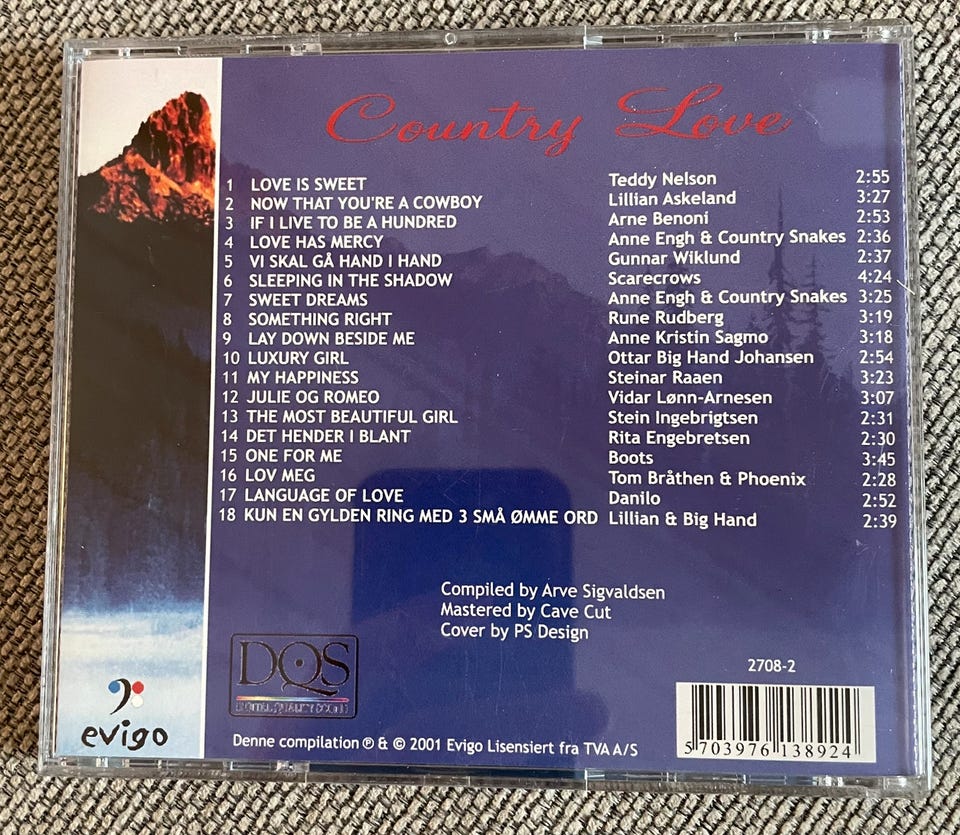 Country Love
1 LOVE IS SWEET Teddy Nelson 2:55
2 NOW THAT YOU'RE A COWBOY Lillian Askeland 3:27
3 IF I LIVE TO BE A HUNDRED Arne Benoni 2:53
4 LOVE HAS MERCY Anne Engh & Country Snakes 2:36
5 VI SKAL GÅ HAND I HAND Gunnar Wiklund 2:37
6 SLEEPING IN THE SHADOW Scarecrows 4:24
7 SWEET DREAMS Anne Engh & Country Snakes 3:25
8 SOMETHING RIGHT Rune Rudberg 3:19
9 LAY DOWN BESIDE ME Anne Kristin Sagmo 3:18
10 LUXURY GIRL Ottar Big Hand Johansen 2:54
11 MY HAPPINESS Steinar Raaen 3:23
12 JULIE OG ROMEO Vidar Lønn-Arnesen 3:07
13 THE MOST BEAUTIFUL GIRL Stein Ingebrigtsen 2:31
14 DET HENDER I BLANT Rita Engebretsen 2:30
15 ONE FOR ME Boots 3:45
16 LOV MEG Tom Bråthen & Phoenix 2:28
17 LANGUAGE OF LOVE Danilo 2:52
18 KUN EN GYLDEN RING MED 3 SMÅ ØMME ORD Lillian & Big Hand 2:39
Compiled by Arve Sigvaldsen
Mastered by Cave Cut
Cover by PS Design
DQS
DIGITAL QUALITY SOUND
2708-2
evigo
Denne compilation ℗ & © 2001 Evigo Lisensiert fra TVA A/S
5 703976 138924